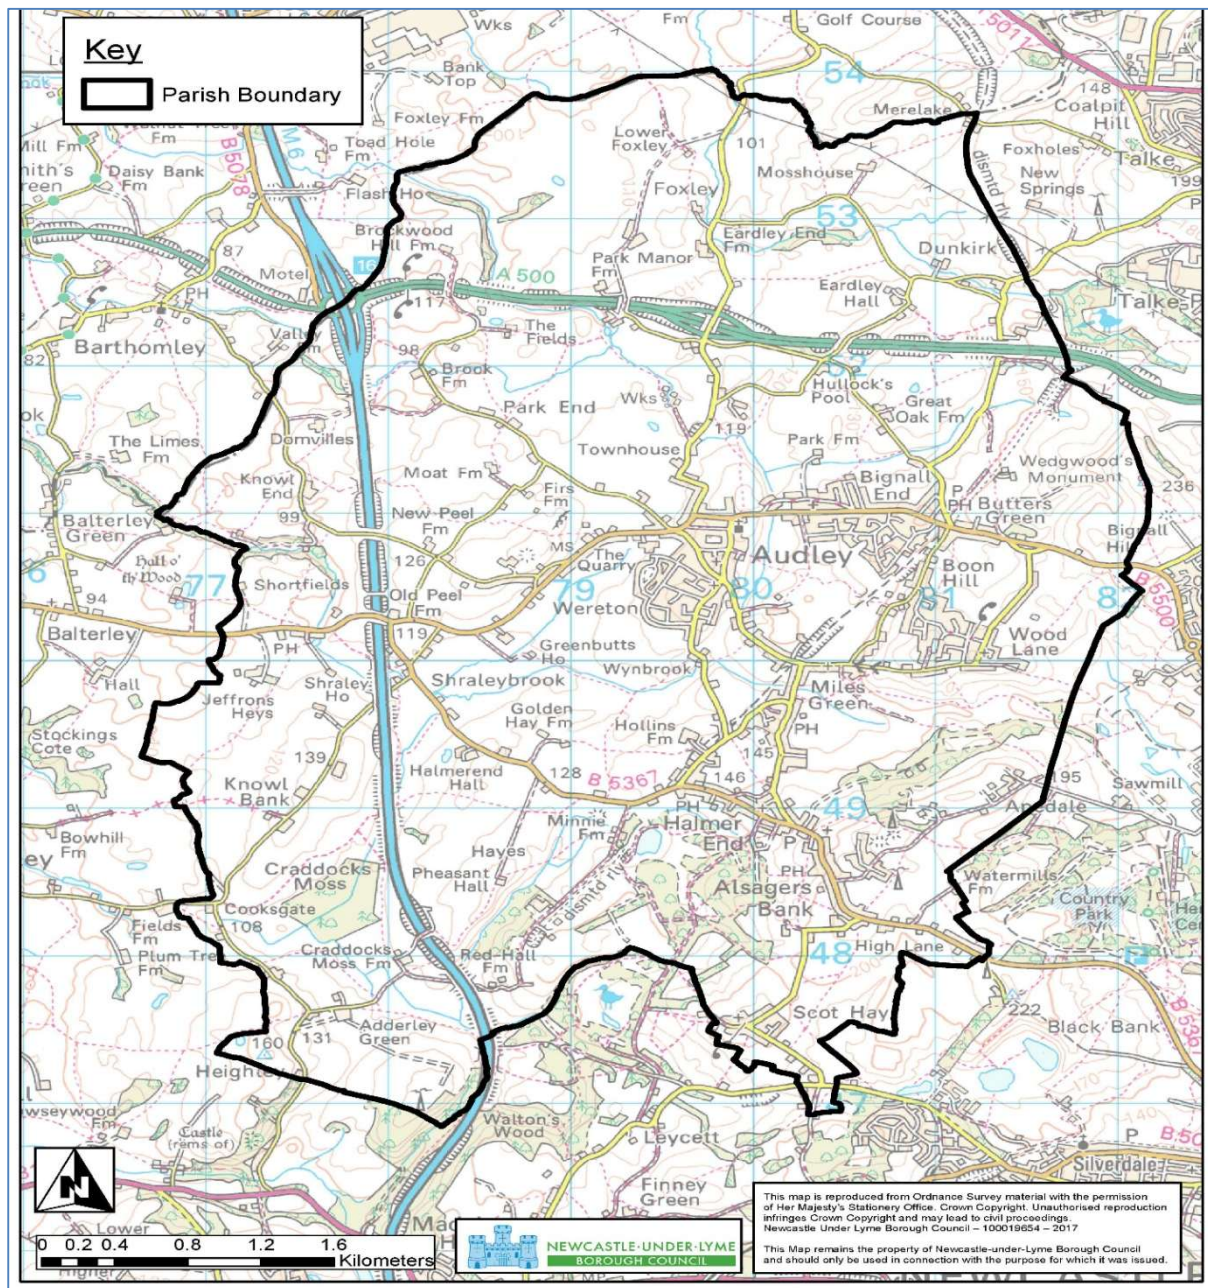 Key
Parish Boundary
Wks
Fm
Golf Course
A 5011
54
Bank
Top
148
Coalpit
Hill
Merelake
Foxley Fm
Toad Hole
Fm
M 6
B 5078
Mill Fm
Daisy Bank
Fm
Flash Ho
Lower
Foxley
101
Mosshouse
dismtd rly
Foxholes
Talke
New
Springs
199
Foxley
53
Brockwood
Hill Fm
Eardley End
Fm
Dunkirk
87
Motel
16
Park Manor
Fm
A 500
117
Eardley
Hall
PH
Barthomley
The
Fields
98
82
Brook
Fm
Hullock's
Pool
Wks
Park End
Great
Oak Fm
119
The Limes
Fm
Domvilles
Townhouse
Park Fm
Moat Fm
Wedgwood's
Monument
Bignall
End
Knowl
End
Firs
Fm
236
P
PH
Butters
Green
Balterley
Green
99
New Peel
Fm
MS
The
Quarry
Audley
Hall o'
th' Wood
77
Shortfields
126
79
80
Boon
Hill
94
Old Peel
Fm
Wereton
B 5500
Balterley
119
Wood
Lane
PH
Greenbutts
Ho
Hall
Shraley
Ho
Shraleybrook
Wynbrook
Jeffrons
Heys
Miles
Green
Golden
Hay Fm
Hollins
Fm
PH
Stockings
Cote
139
145
Halmerend
Hall
128
B 5367
146
195
Sawmill
Knowl
Bank
PH
49
Apedale
Bowhill
Fm
Minnie
Fm
Halmer
End
P
Hayes
Craddocks
Moss
Pheasant
Hall
PH
Alsagers
Bank
Watermills
Fm
Country
Park
Cooksgate
Fields
Fm
108
Plum Tree
Fm
Craddocks
Moss Fm
Red Hall
Fm
48
High Lane
Scot Hay
222
Black Bank
B 5367
Adderley
Green
131
160
Heighley
Walton's
Wood
Castle
(rems of)
Leycett
P
Silverdale
Finney
Green
N
Lower
0 0.2 0.4 0.8 1.2 1.6
Kilometers
NEWCASTLE·UNDER·LYME
BOROUGH COUNCIL
This map is reproduced from Ordnance Survey material with the permission
of Her Majesty's Stationery Office. Crown Copyright. Unauthorised reproduction
infringes Crown Copyright and may lead to civil proceedings.
Newcastle Under Lyme Borough Council – 100019654 – 2017
This Map remains the property of Newcastle-under-Lyme Borough Council
and should only be used in connection with the purpose for which it was issued.